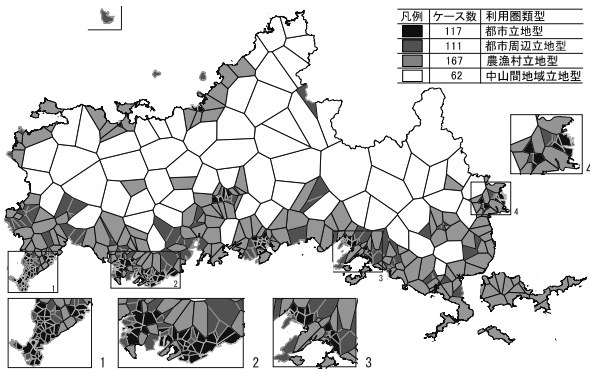 凡例 ケース数 利用圏類型
117 都市立地型
111 都市周辺立地型
167 農漁村立地型
62 中山間地域立地型
4
4
1
2
3
1
2
3